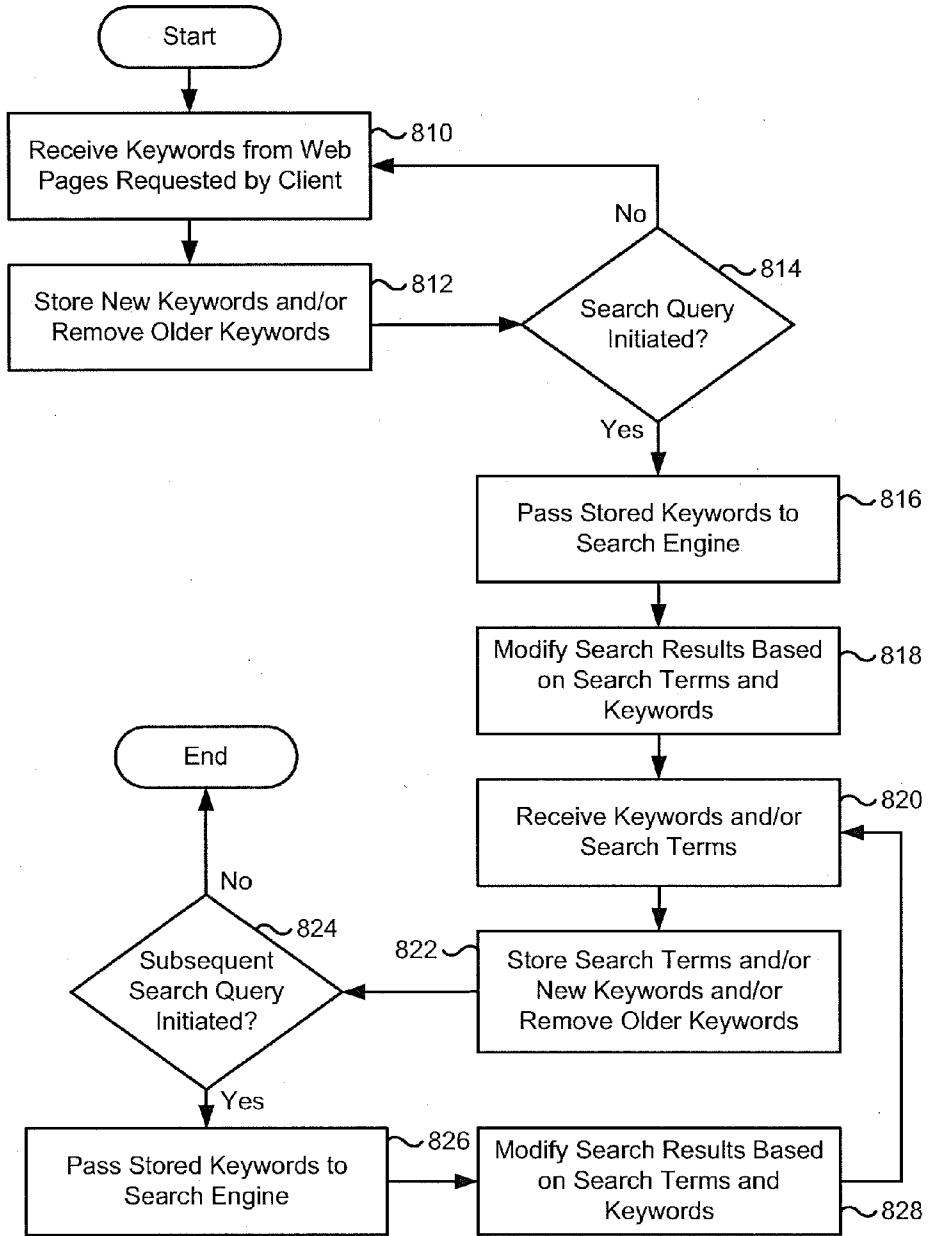 Start
Receive Keywords from Web
Pages Requested by Client
810
Store New Keywords and/or
Remove Older Keywords
812
No
814
Search Query
Initiated?
Yes
Pass Stored Keywords to
Search Engine
816
Modify Search Results Based
on Search Terms and
Keywords
818
Receive Keywords and/or
Search Terms
820
822
Store Search Terms and/or
New Keywords and/or
Remove Older Keywords
End
No
824
Subsequent
Search Query
Initiated?
Yes
Pass Stored Keywords to
Search Engine
826
Modify Search Results Based
on Search Terms and
Keywords
828